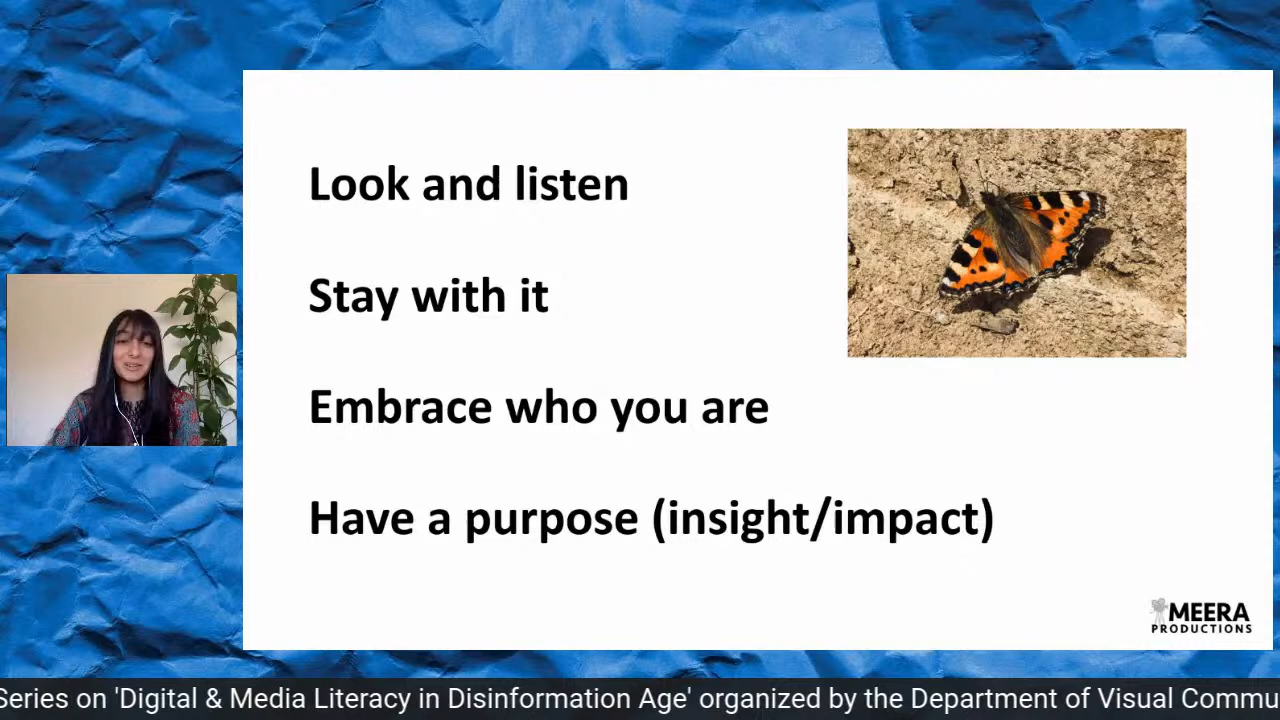 Look and listen
Stay with it
Embrace who you are
Have a purpose (insight/impact)
MEERA
PRODUCTIONS
Series on 'Digital & Media Literacy in Disinformation Age' organized by the Department of Visual Commu